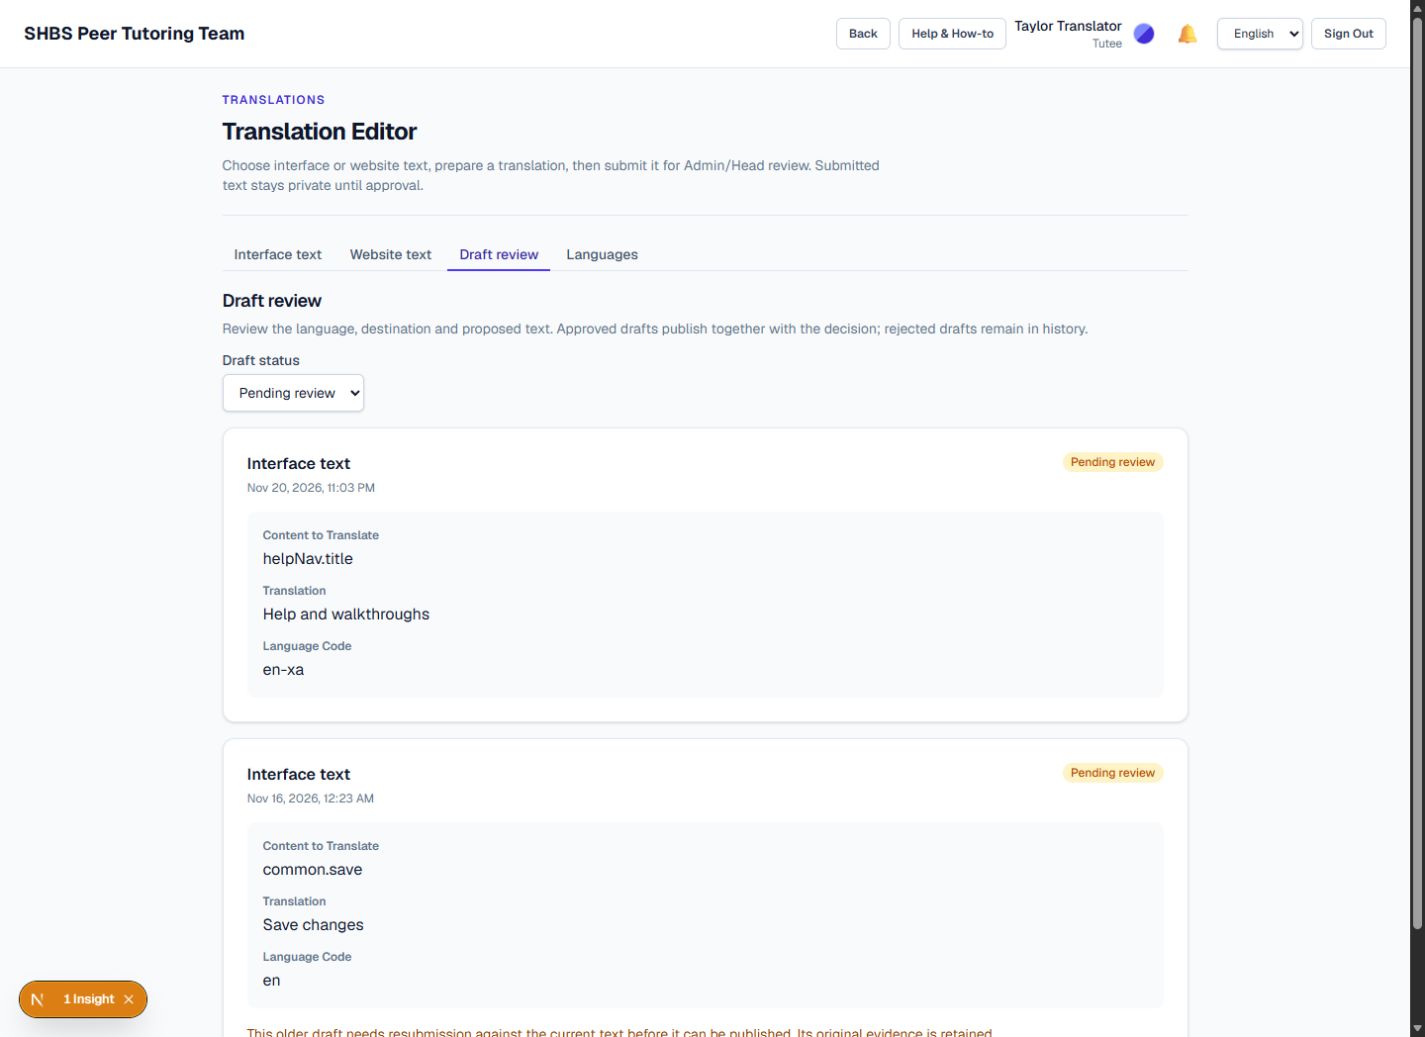 SHBS Peer Tutoring Team
Back
Help & How-to
Taylor Translator
Tutee
English
Sign Out
TRANSLATIONS
Translation Editor
Choose interface or website text, prepare a translation, then submit it for Admin/Head review. Submitted
text stays private until approval.
Interface text
Website text
Draft review
Languages
Draft review
Review the language, destination and proposed text. Approved drafts publish together with the decision; rejected drafts remain in history.
Draft status
Pending review
Interface text
Pending review
Nov 20, 2026, 11:03 PM
Content to Translate
helpNav.title
Translation
Help and walkthroughs
Language Code
en-xa
Interface text
Pending review
Nov 16, 2026, 12:23 AM
Content to Translate
common.save
Translation
Save changes
Language Code
en
This older draft needs resubmission against the current text before it can be published. Its original evidence is retained.
N 1 Insight